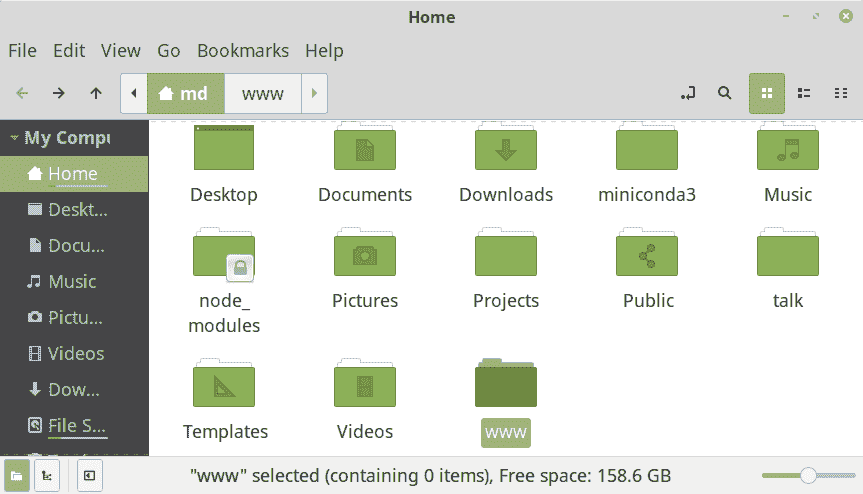 Home
File Edit View Go Bookmarks Help
md www
My Compu
Home
Deskt...
Docu...
Music
Pictu...
Videos
Dow...
File S...
Desktop Documents Downloads miniconda3 Music
node_
modules Pictures Projects Public talk
Templates Videos www
"www" selected (containing 0 items), Free space: 158.6 GB